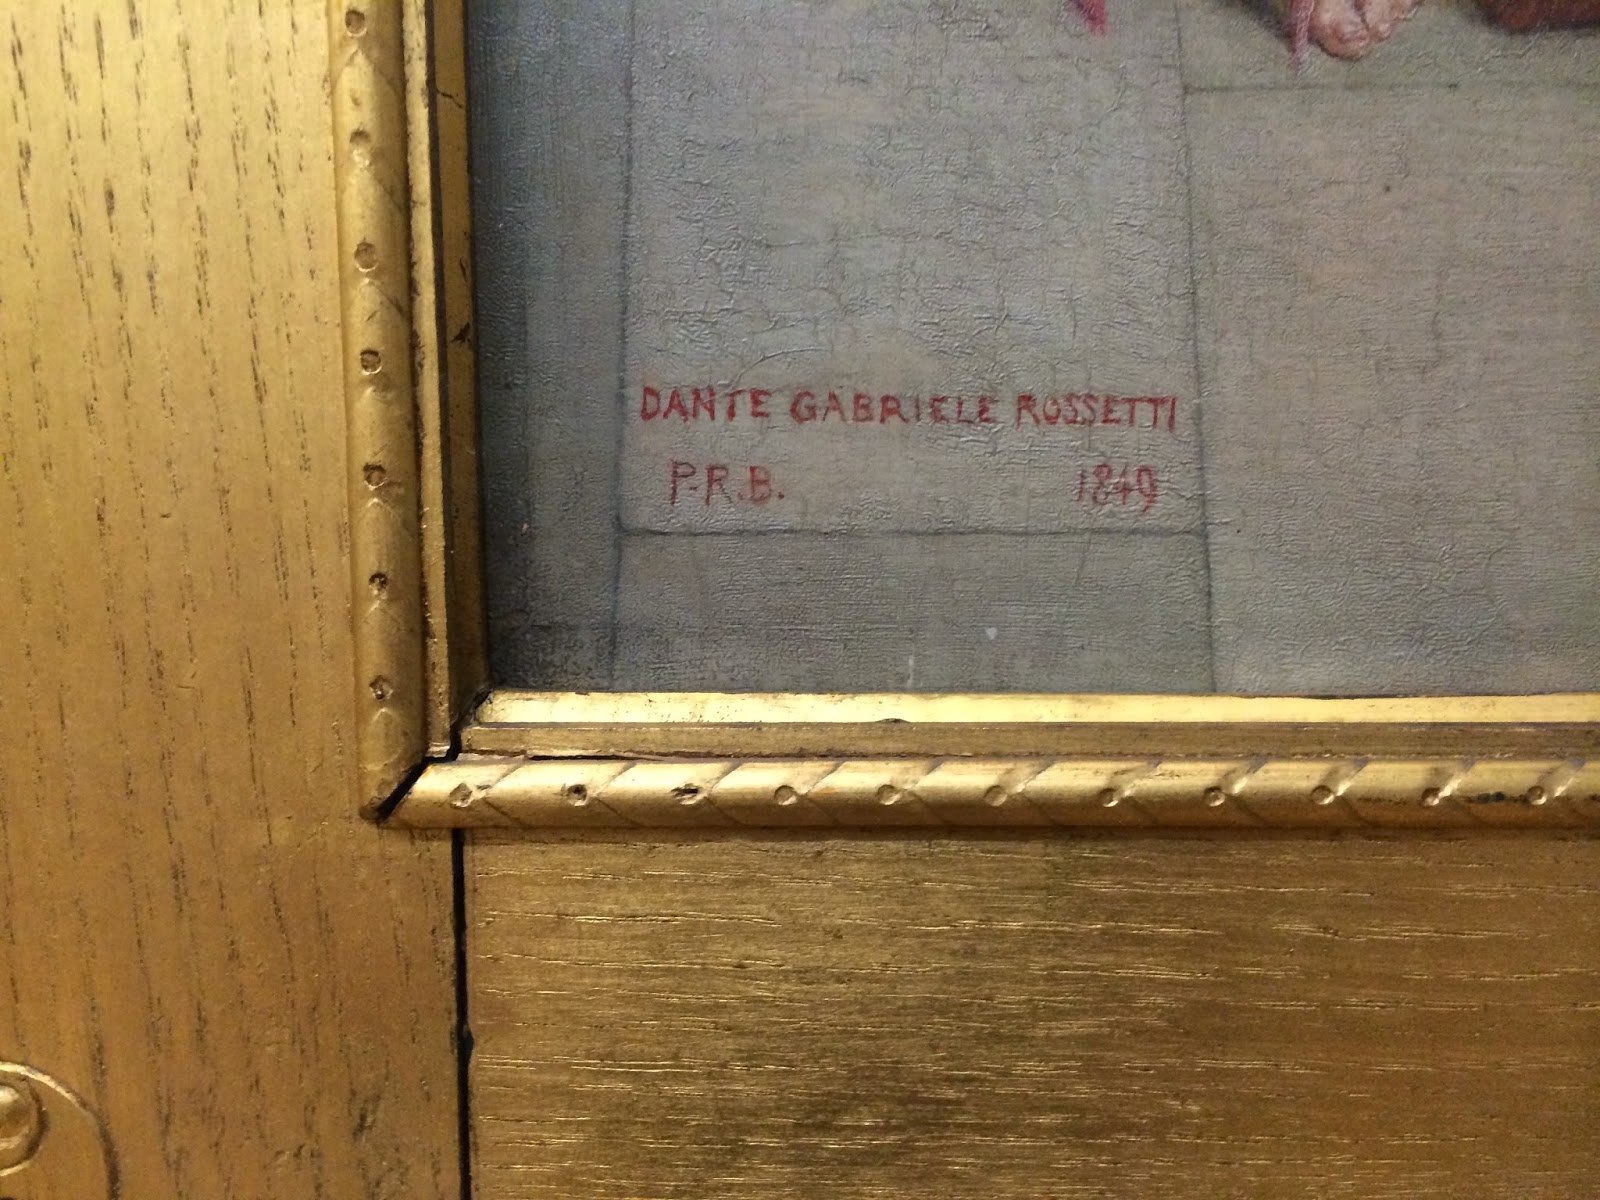 DANTE GABRIELE ROSSETTI
P.R.B. 1849